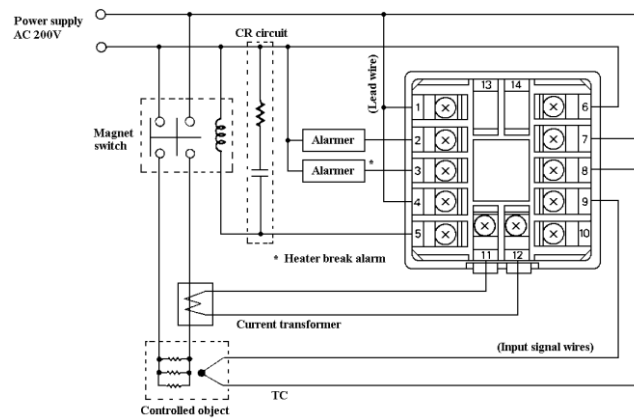 Power supply
AC 200V
CR circuit
(Lead wire)
Magnet
switch
Alarmer
Alarmer
*
* Heater break alarm
1
2
3
4
5
13
14
6
7
8
9
10
11
12
Current transformer
(Input signal wires)
TC
Controlled object